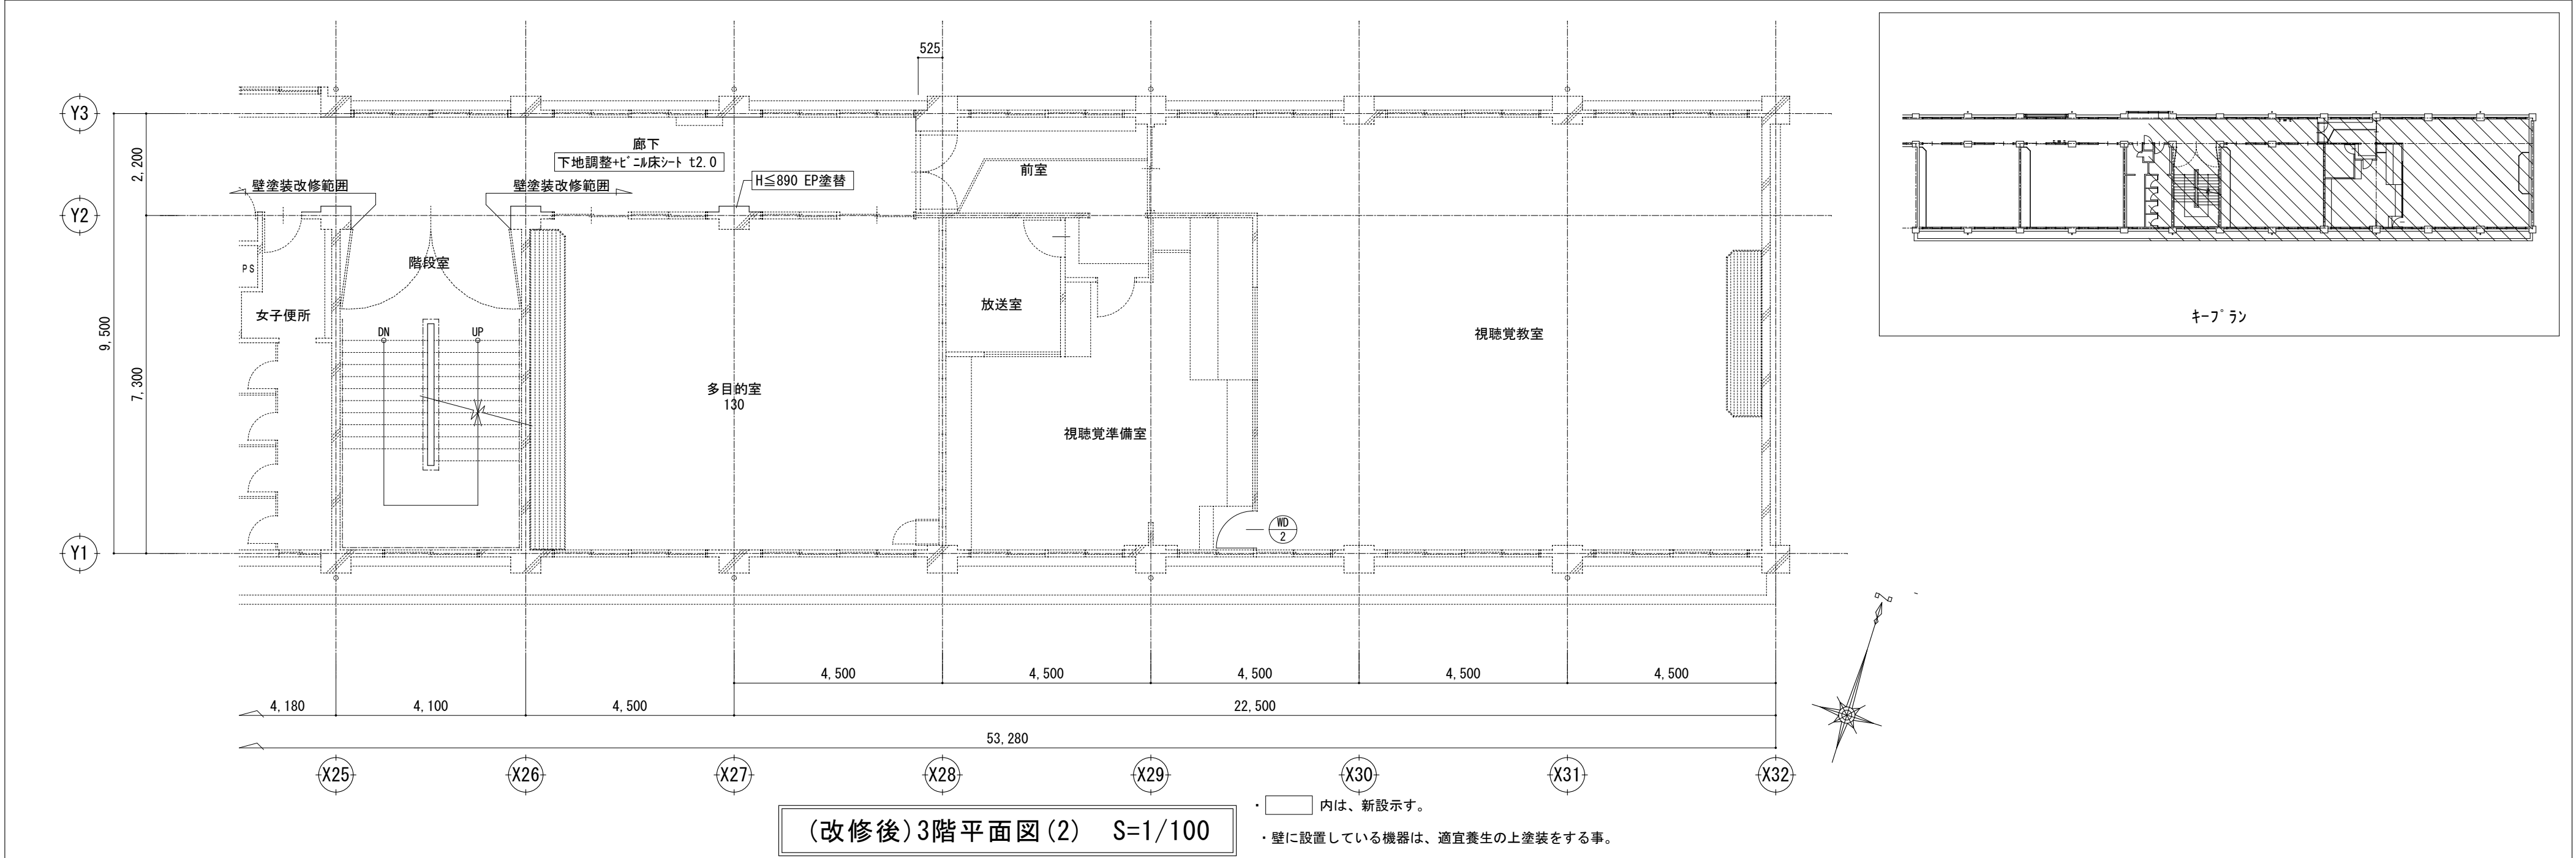 525
Y3
廊下
下地調整+ビニル床シート t2.0
2,200
H≦890 EP塗替
前室
壁塗装改修範囲
壁塗装改修範囲
Y2
階段室
PS
放送室
女子便所
DN
UP
9,500
視聴覚教室
7,300
多目的室
130
視聴覚準備室
WD
2
Y1
キープラン
Z
4,500
4,500
4,500
4,500
4,500
4,180
4,100
4,500
22,500
53,280
X25
X26
X27
X28
X29
X30
X31
X32
(改修後)3階平面図(2) S=1/100
・ 内は、新設示す。
・壁に設置している機器は、適宜養生の上塗装をする事。